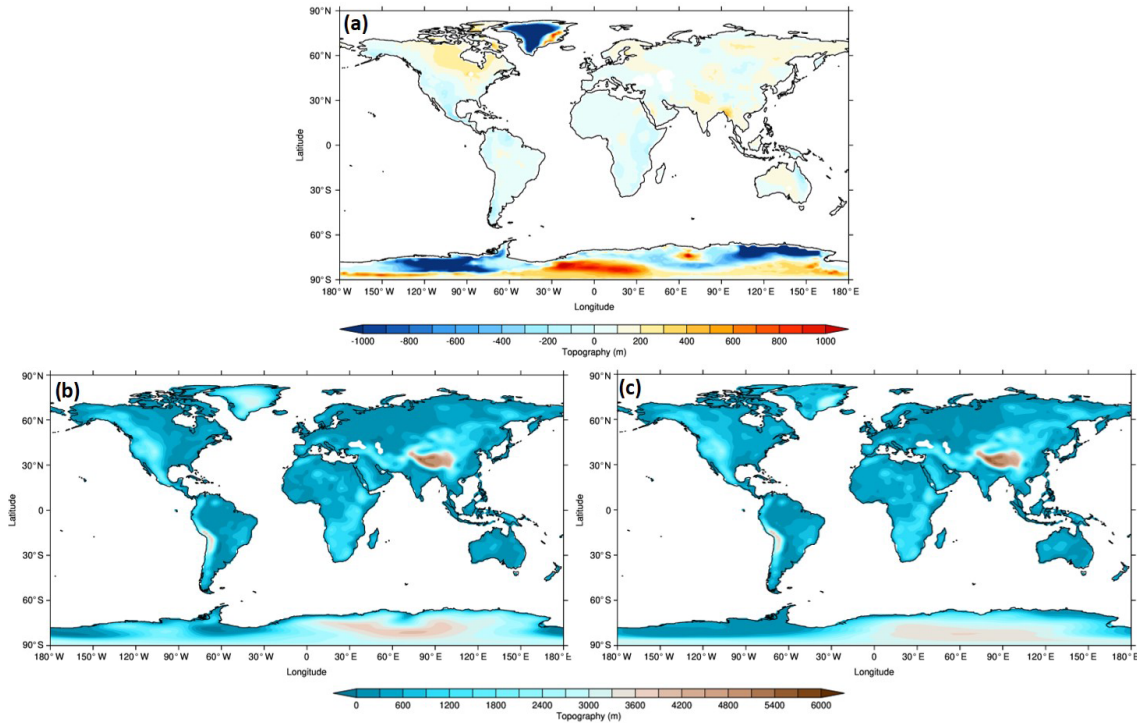 (a)
90° N
60° N
30° N
0
30° S
60° S
90° S
Latitude
180° W 150° W 120° W 90° W 60° W 30° W 0 30° E 60° E 90° E 120° E 150° E 180° E
Longitude
-1000 -800 -600 -400 -200 0 200 400 600 800 1000
Topography (m)
(b)
90° N
60° N
30° N
0
30° S
60° S
90° S
Latitude
180° W 150° W 120° W 90° W 60° W 30° W 0 30° E 60° E 90° E 120° E 150° E 180° E
Longitude
(c)
90° N
60° N
30° N
0
30° S
60° S
90° S
Latitude
180° W 150° W 120° W 90° W 60° W 30° W 0 30° E 60° E 90° E 120° E 150° E 180° E
Longitude
0 600 1200 1800 2400 3000 3600 4200 4800 5400 6000
Topography (m)